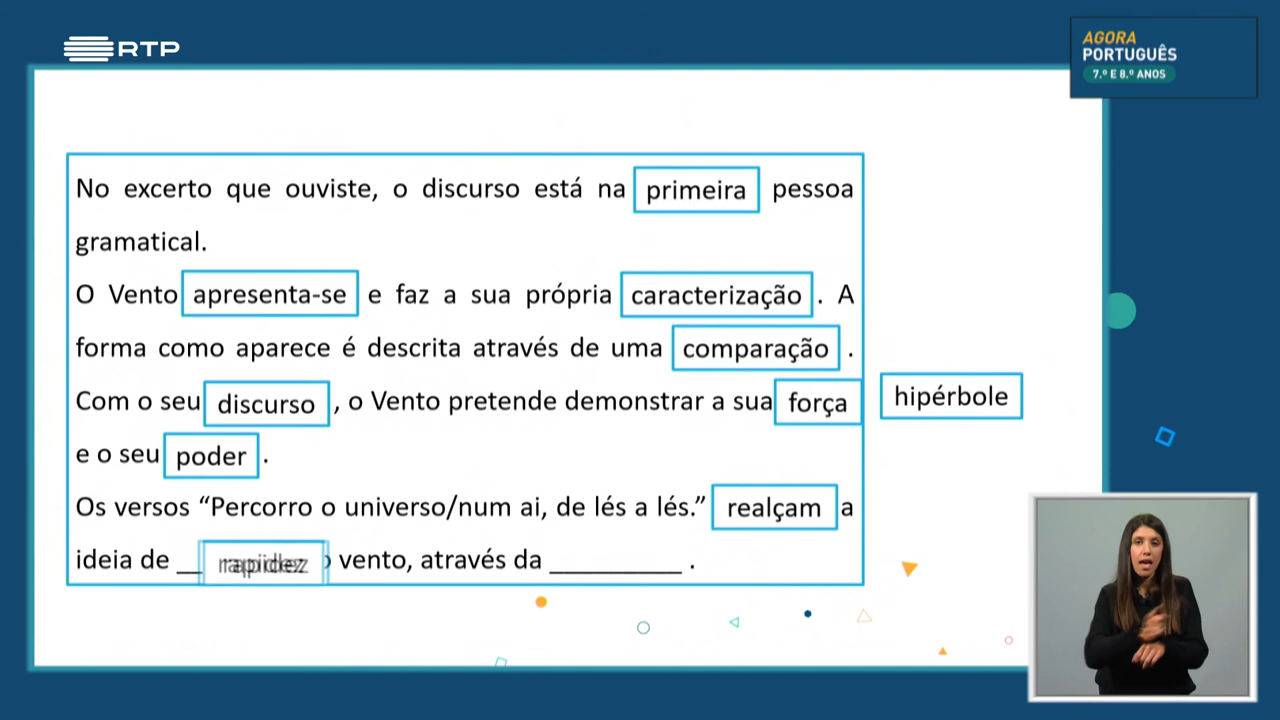 RTP
AGORA
PORTUGUÊS
7.º E 8.º ANOS
No excerto que ouviste, o discurso está na primeira pessoa
gramatical.
O Vento apresenta-se e faz a sua própria caracterização . A
forma como aparece é descrita através de uma comparação .
Com o seu discurso , o Vento pretende demonstrar a sua força
hipérbole
e o seu poder .
Os versos “Percorro o universo/num ai, de lés a lés.” realçam a
ideia de __ rapidez vento, através da __________ .